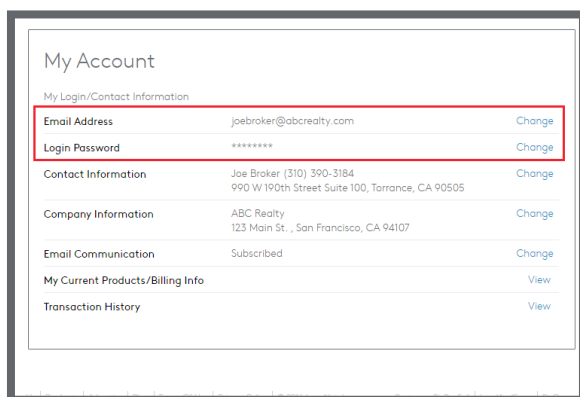 My Account
My Login/Contact Information
Email Address joebroker@abcrealty.com Change
Login Password ******** Change
Contact Information Joe Broker (310) 390-3184 Change
990 W 190th Street Suite 100, Torrance, CA 90505
Company Information ABC Realty Change
123 Main St. , San Francisco, CA 94107
Email Communication Subscribed Change
My Current Products/Billing Info View
Transaction History View